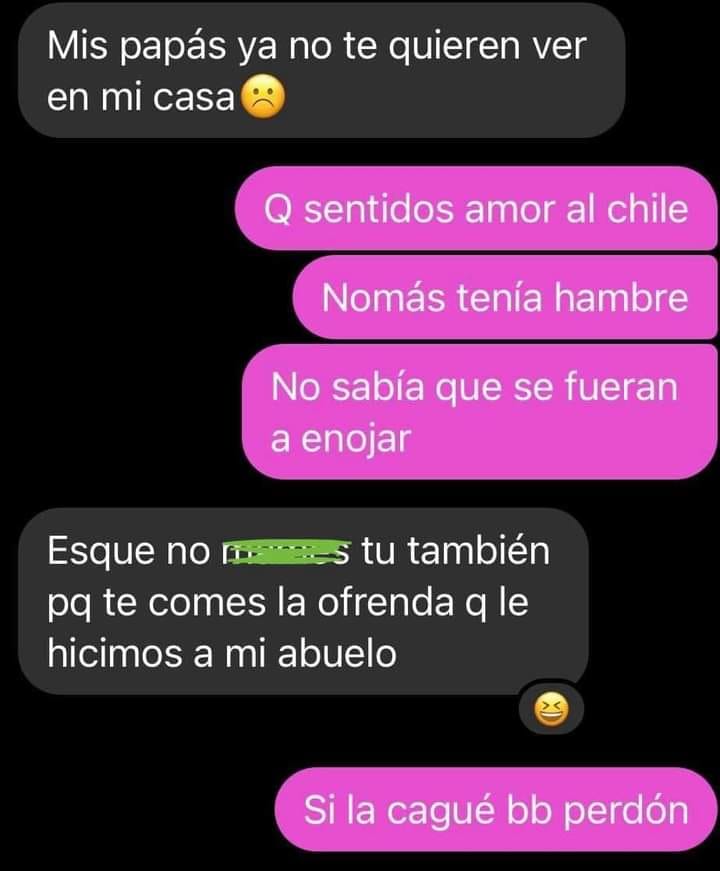 Mis papás ya no te quieren ver
en mi casa☹️
Q sentidos amor al chile
Nomás tenía hambre
No sabía que se fueran
a enojar
Esque no tu también
pq te comes la ofrenda q le
hicimos a mi abuelo
Si la cagué bb perdón